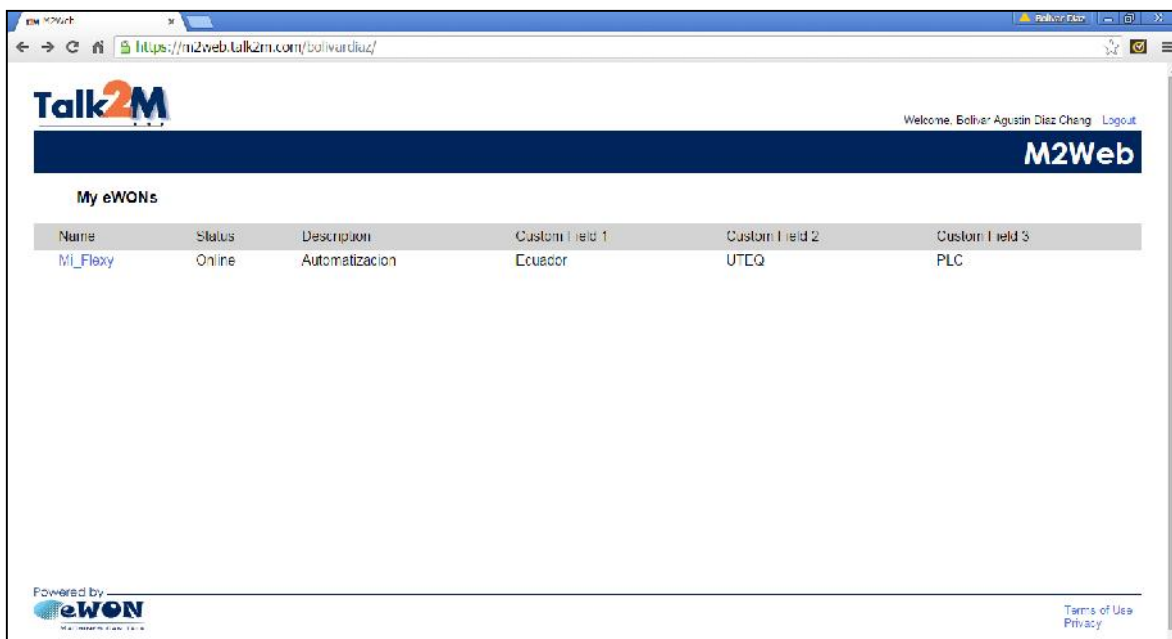 M2Web
Bolivar Diaz
https://m2web.talk2m.com/bolivardiaz/
Talk2M
Welcome, Bolivar Agustin Diaz Chang Logout
M2Web
My eWONs
Name Status Description Custom Field 1 Custom Field 2 Custom Field 3
Mi_Flexy Online Automatizacion Ecuador UTEQ PLC
Powered by
eWON
Terms of Use
Privacy